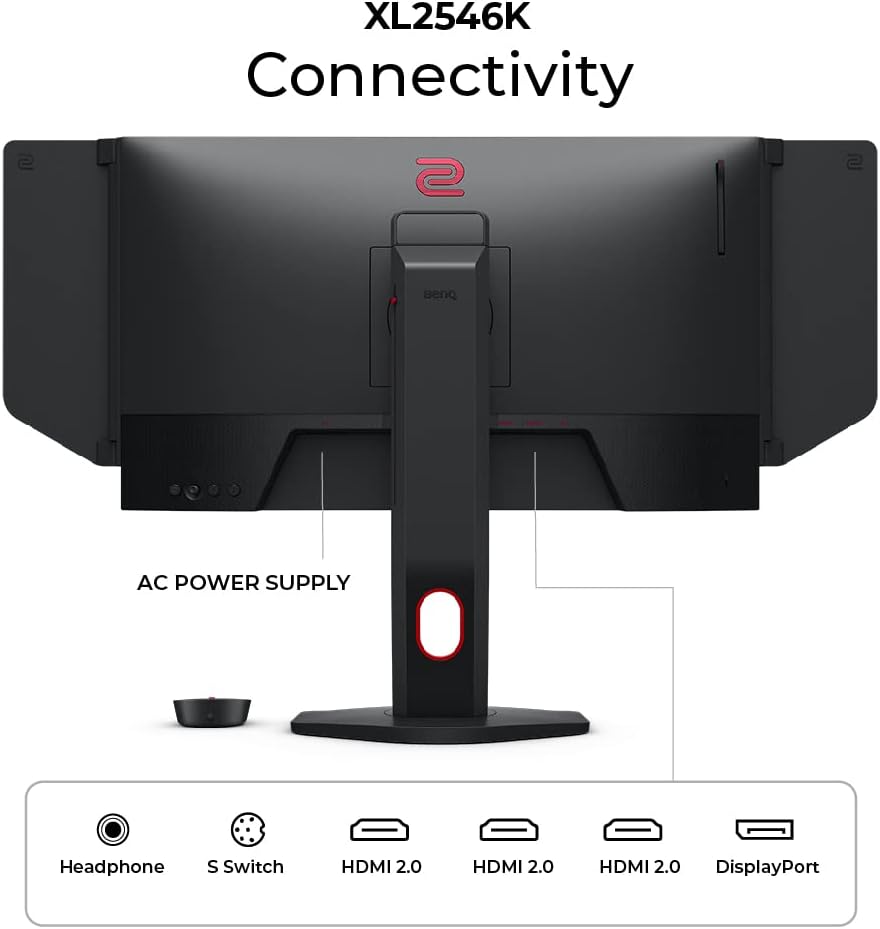 XL2546K
Connectivity
BenQ
AC POWER SUPPLY
Headphone
S Switch
HDMI 2.0
HDMI 2.0
HDMI 2.0
DisplayPort